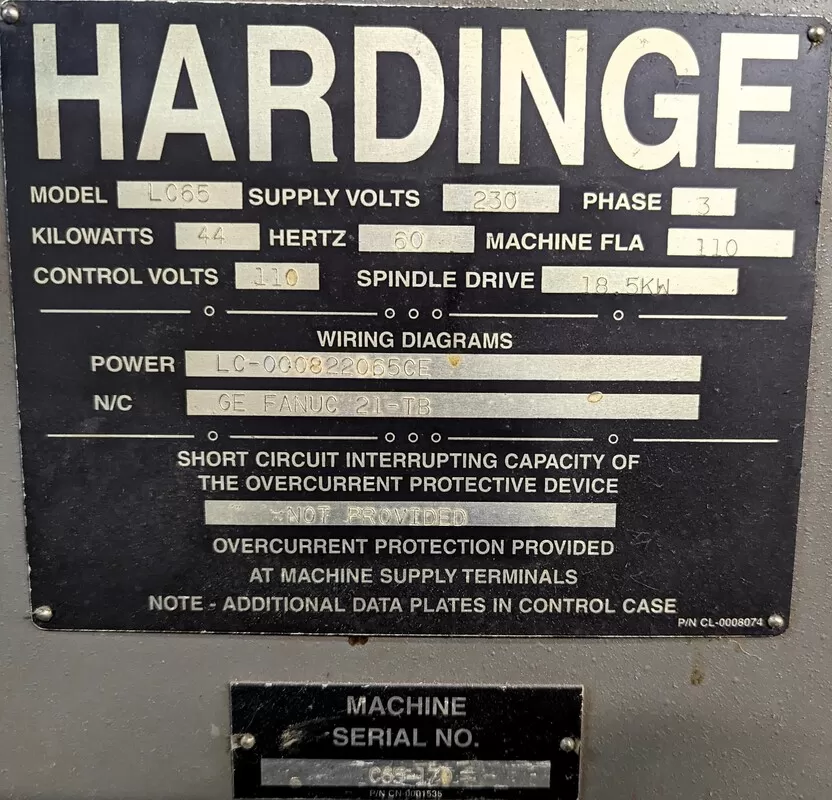 HARDINGE
MODEL LC65 SUPPLY VOLTS 230 PHASE 3
KILOWATTS 44 HERTZ 60 MACHINE FLA 110
CONTROL VOLTS 110 SPINDLE DRIVE 18.5KW
WIRING DIAGRAMS
POWER LC-000822065CE
N/C GE FANUC 21-TB
SHORT CIRCUIT INTERRUPTING CAPACITY OF
THE OVERCURRENT PROTECTIVE DEVICE
*NOT PROVIDED
OVERCURRENT PROTECTION PROVIDED
AT MACHINE SUPPLY TERMINALS
NOTE - ADDITIONAL DATA PLATES IN CONTROL CASE
P/N CL-0008074
MACHINE
SERIAL NO.
P/N CN-0001535